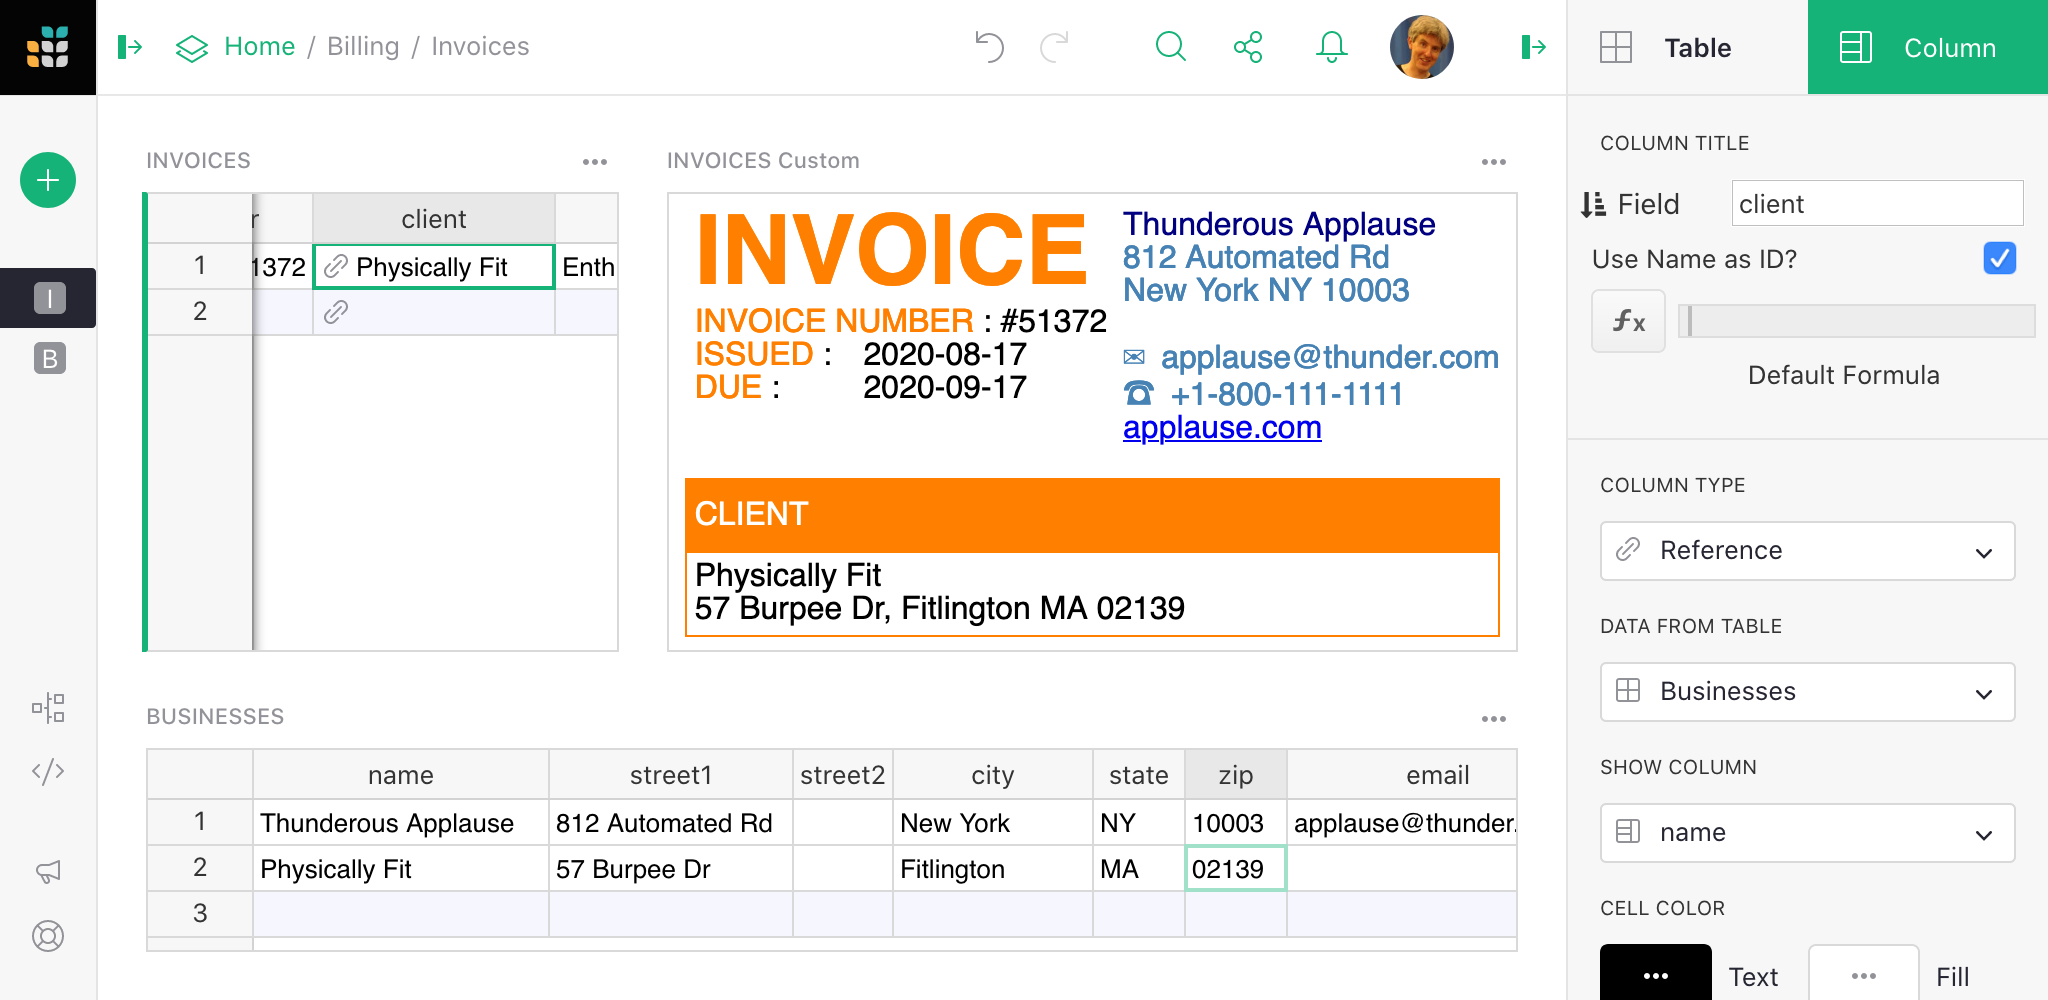 Home / Billing / Invoices
Table
Column
I
B
INVOICES
client
1
1372
Physically Fit
Enth
2
INVOICES Custom
INVOICE
INVOICE NUMBER : #51372
ISSUED : 2020-08-17
DUE : 2020-09-17
Thunderous Applause
812 Automated Rd
New York NY 10003
applause@thunder.com
+1-800-111-1111
applause.com
CLIENT
Physically Fit
57 Burpee Dr, Fitlington MA 02139
BUSINESSES
name street1 street2 city state zip email
1 Thunderous Applause 812 Automated Rd New York NY 10003 applause@thunder.
2 Physically Fit 57 Burpee Dr Fitlington MA 02139
3
COLUMN TITLE
Field client
Use Name as ID?
fx
Default Formula
COLUMN TYPE
Reference
DATA FROM TABLE
Businesses
SHOW COLUMN
name
CELL COLOR
Text
Fill